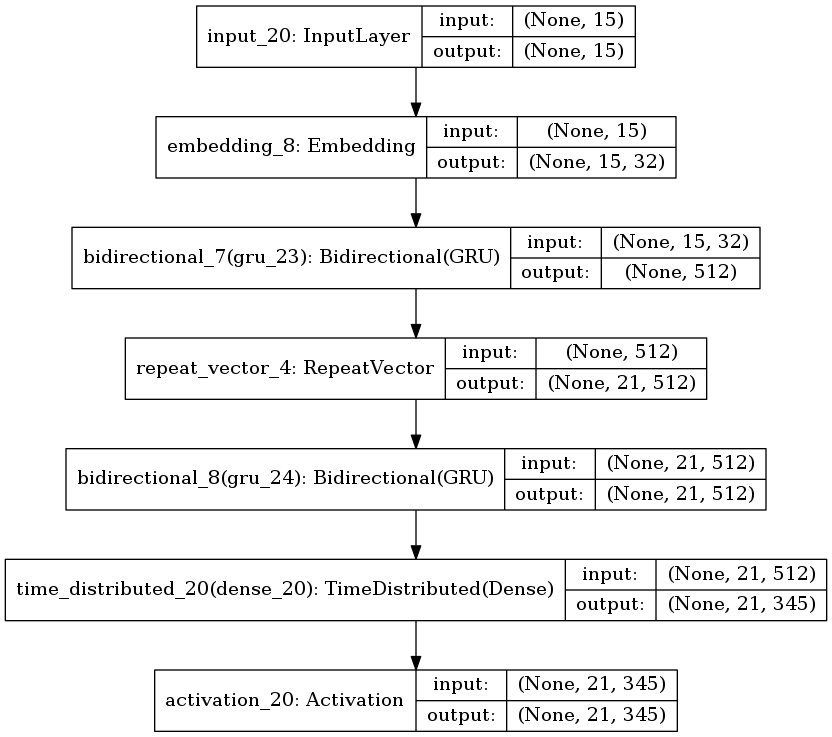 input_20: InputLayer
input: (None, 15)
output: (None, 15)
embedding_8: Embedding
input: (None, 15)
output: (None, 15, 32)
bidirectional_7(gru_23): Bidirectional(GRU)
input: (None, 15, 32)
output: (None, 512)
repeat_vector_4: RepeatVector
input: (None, 512)
output: (None, 21, 512)
bidirectional_8(gru_24): Bidirectional(GRU)
input: (None, 21, 512)
output: (None, 21, 512)
time_distributed_20(dense_20): TimeDistributed(Dense)
input: (None, 21, 512)
output: (None, 21, 345)
activation_20: Activation
input: (None, 21, 345)
output: (None, 21, 345)